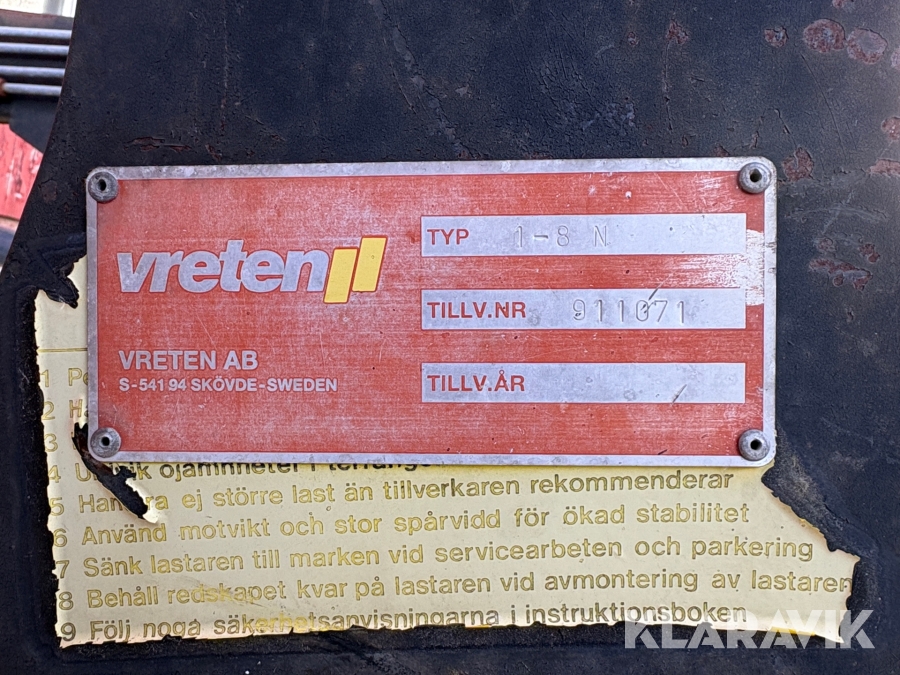 vreten
VRETEN AB
S-541 94 SKÖVDE-SWEDEN
TYP 1-8 N
TILLV.NR 911071
TILLV.ÅR
1
2
3
4 ojämnheter i
5 Hantera ej större last än tillverkaren rekommenderar
6 Använd motvikt och stor spårvidd för ökad stabilitet
7 Sänk lastaren till marken vid servicearbeten och parkering
8 Behåll redskapet kvar på lastaren vid avmontering av lastaren
9 Följ noga säkerhetsanvisningarna i instruktionsboken
KLARAVIK